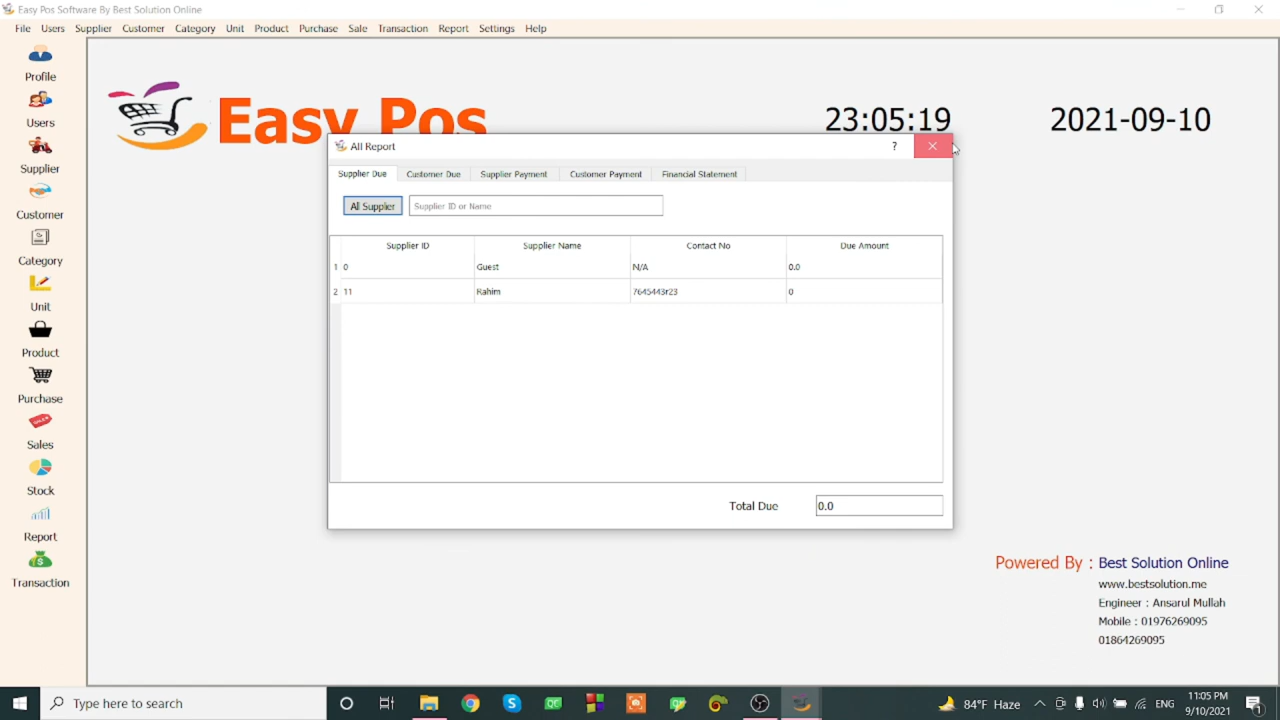 Easy Pos Software By Best Solution Online
File Users Supplier Customer Category Unit Product Purchase Sale Transaction Report Settings Help
Profile
Users
Supplier
Customer
Category
Unit
Product
Purchase
Sales
Stock
Report
Transaction
Easy Pos
23:05:19
2021-09-10
All Report
?
Supplier Due Customer Due Supplier Payment Customer Payment Financial Statement
All Supplier Supplier ID or Name
Supplier ID Supplier Name Contact No Due Amount
1 0 Guest N/A 0.0
2 11 Rahim 7645443r23 0
Total Due 0.0
Powered By : Best Solution Online
www.bestsolution.me
Engineer : Ansarul Mullah
Mobile : 01976269095
01864269095
Type here to search
84°F Haze
ENG
11:05 PM
9/10/2021
1